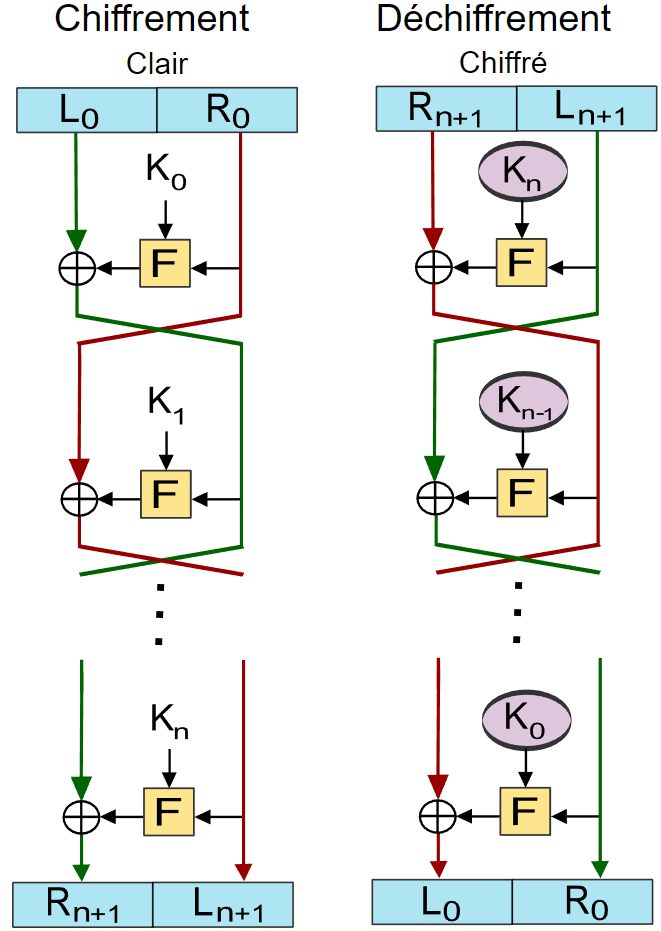 Chiffrement
Clair
L0 R0
K0
F
K1
F
Kn
F
Rn+1 Ln+1
Déchiffrement
Chiffré
Rn+1 Ln+1
Kn
F
Kn-1
F
K0
F
L0 R0